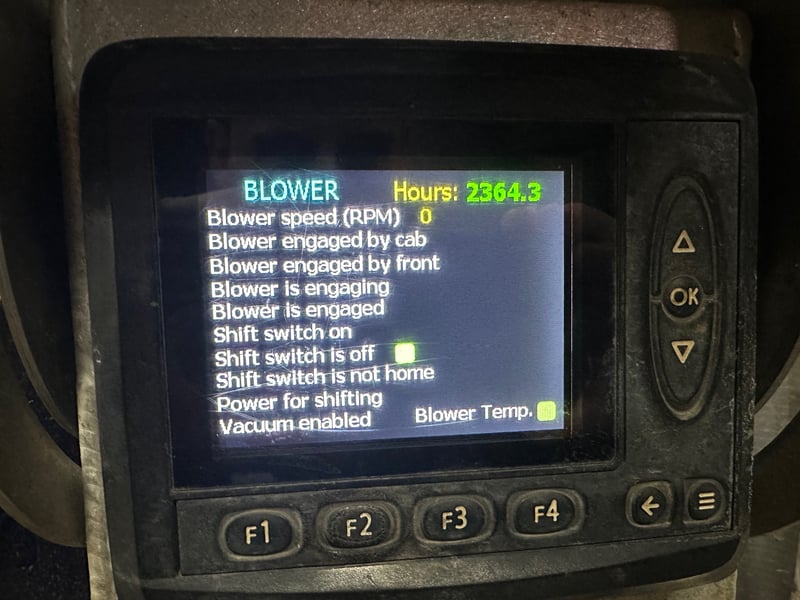 BLOWER Hours: 2364.3
Blower speed (RPM) 0
Blower engaged by cab
Blower engaged by front
Blower is engaging
Blower is engaged
Shift switch on
Shift switch is off
Shift switch is not home
Power for shifting
Vacuum enabled Blower Temp.
OK
F1 F2 F3 F4